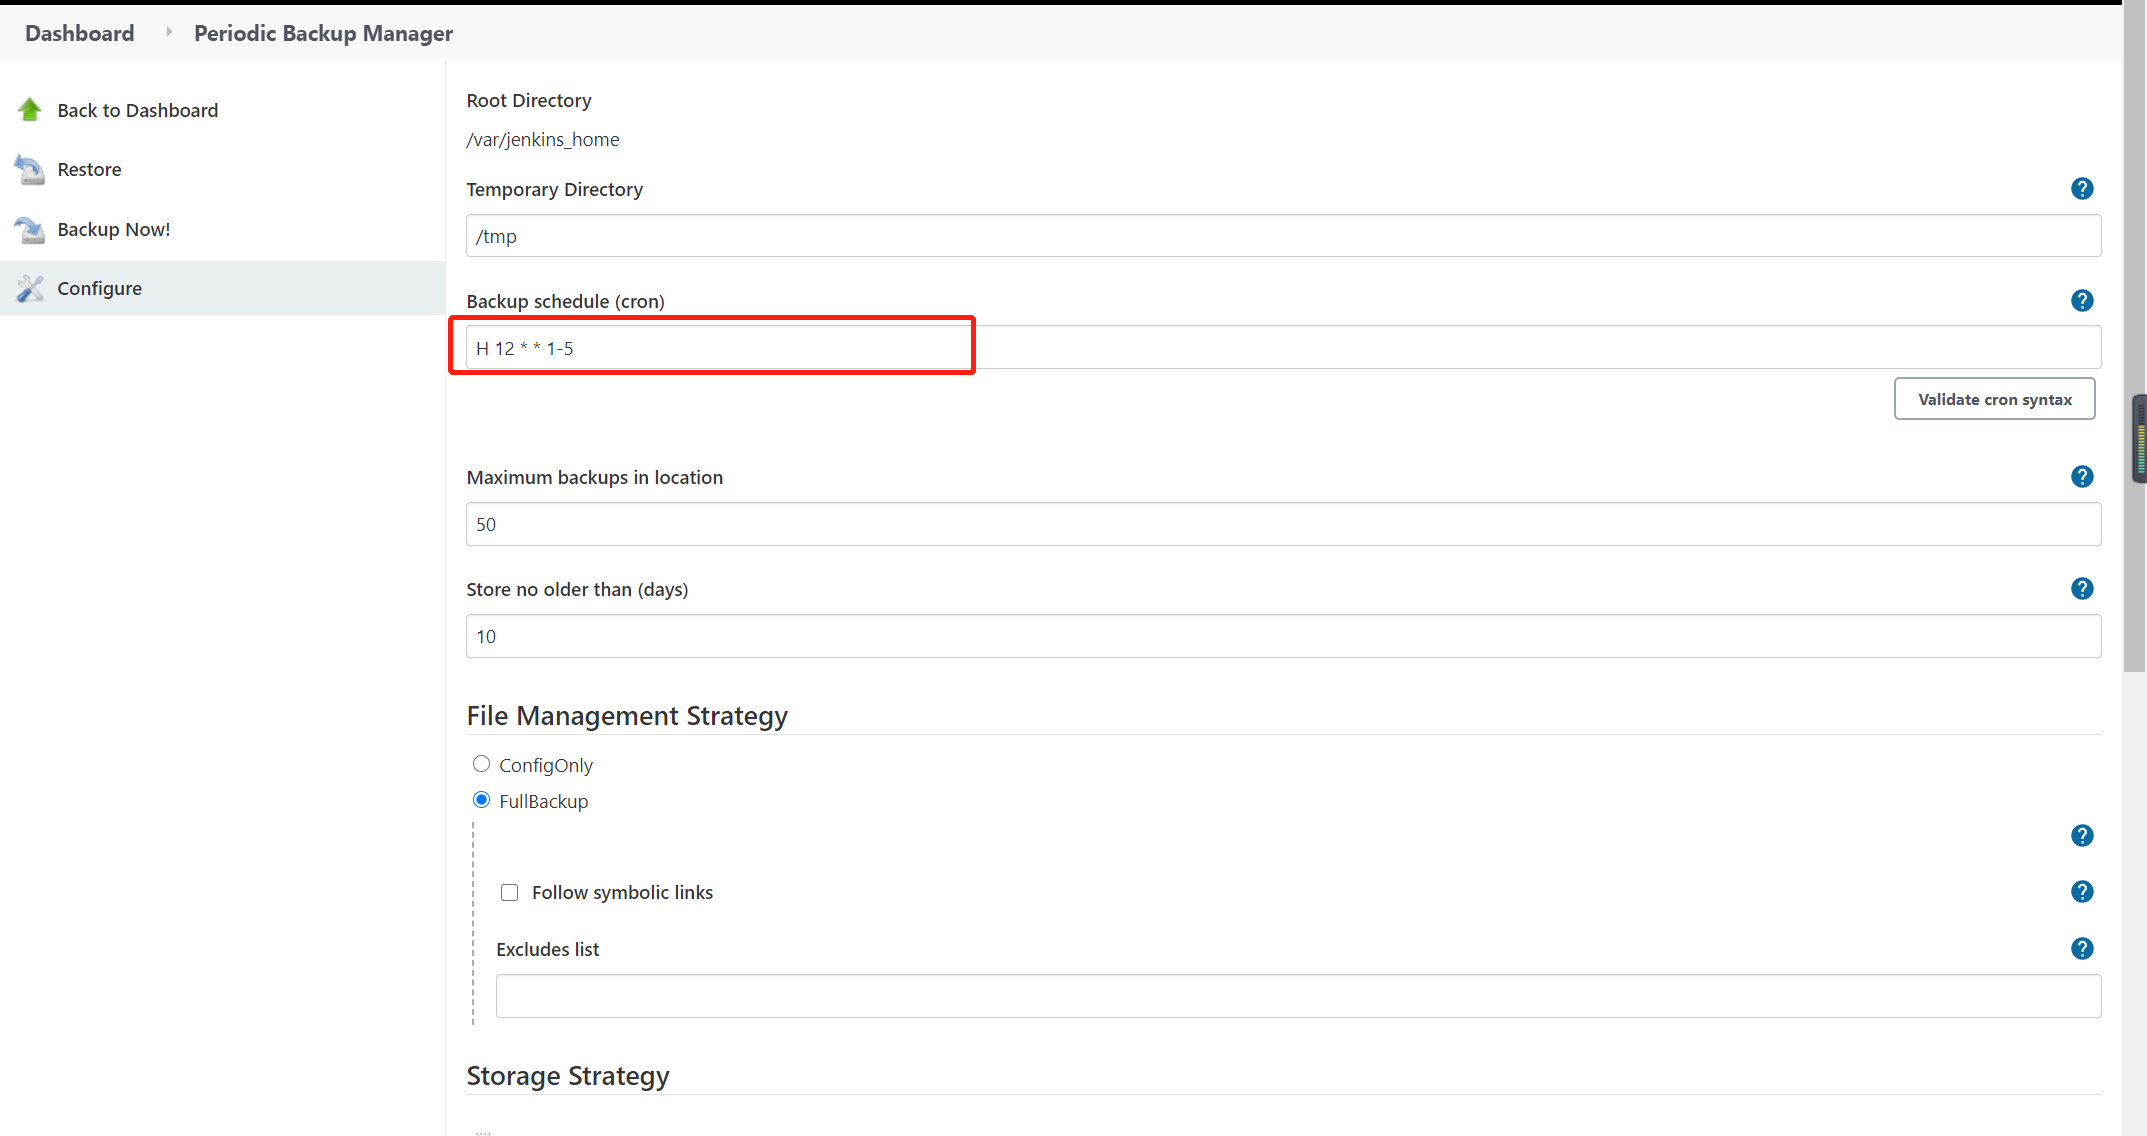 Dashboard
Periodic Backup Manager
Back to Dashboard
Restore
Backup Now!
Configure
Root Directory
/var/jenkins_home
Temporary Directory
?
/tmp
Backup schedule (cron)
?
H 12 * * 1-5
Validate cron syntax
Maximum backups in location
?
50
Store no older than (days)
?
10
File Management Strategy
ConfigOnly
FullBackup
?
Follow symbolic links
?
Excludes list
?
Storage Strategy